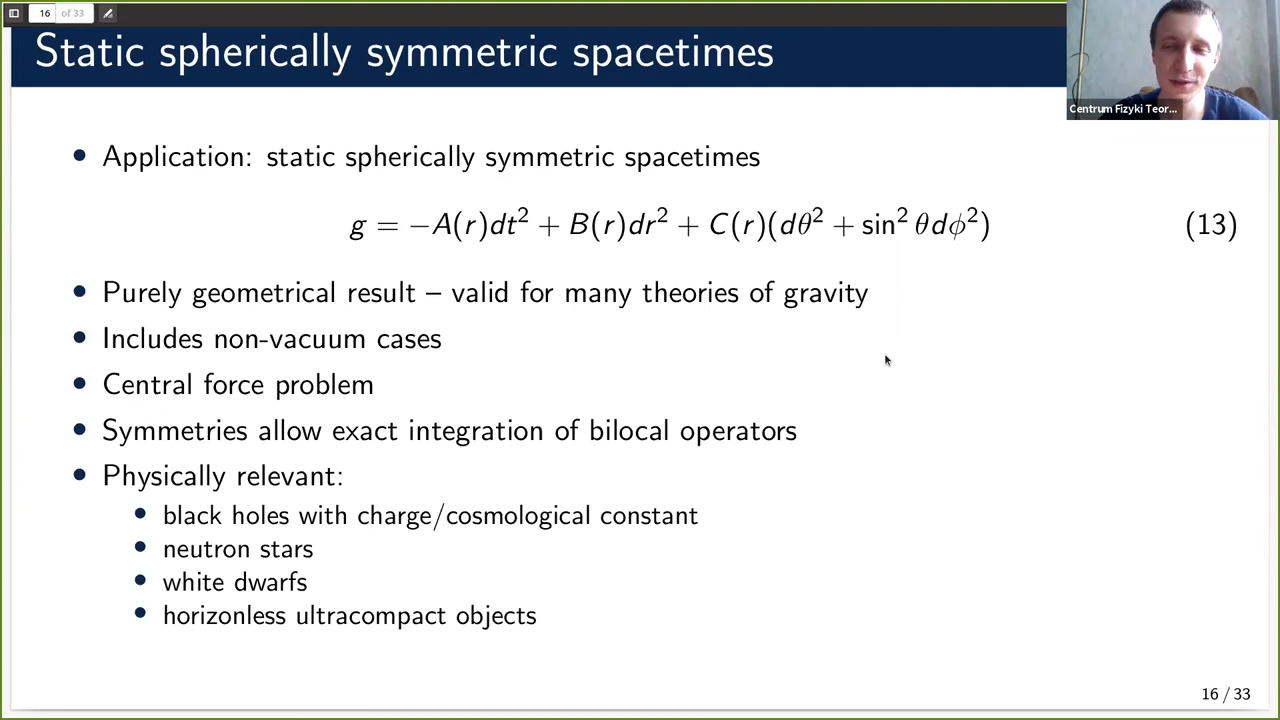 16 of 33
Static spherically symmetric spacetimes
Centrum Fizyki Teor...
• Application: static spherically symmetric spacetimes
g = −A(r)dt² + B(r)dr² + C(r)(dθ² + sin² θdϕ²) (13)
• Purely geometrical result – valid for many theories of gravity
• Includes non-vacuum cases
• Central force problem
• Symmetries allow exact integration of bilocal operators
• Physically relevant:
• black holes with charge/cosmological constant
• neutron stars
• white dwarfs
• horizonless ultracompact objects
16 / 33